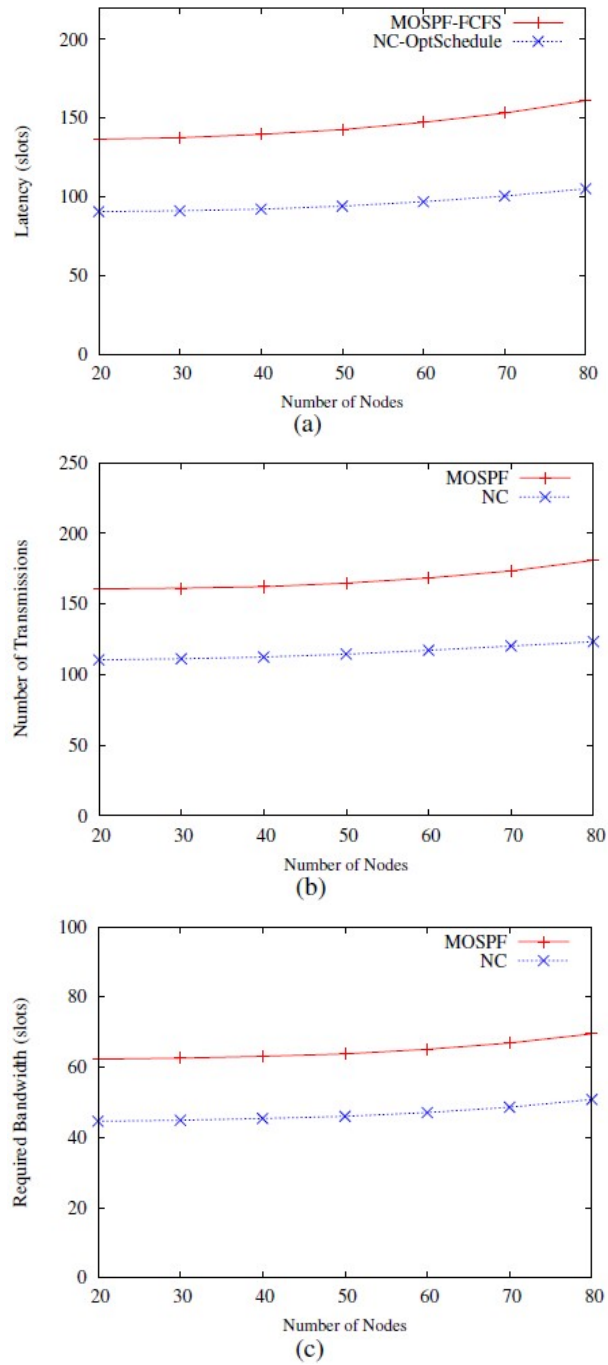 MOSPF-FCFS
NC-OptSchedule
200
150
100
50
0
Latency (slots)
20 30 40 50 60 70 80
Number of Nodes
(a)
250
MOSPF
NC
200
150
100
50
0
Number of Transmissions
20 30 40 50 60 70 80
Number of Nodes
(b)
100
MOSPF
NC
80
60
40
20
0
Required Bandwidth (slots)
20 30 40 50 60 70 80
Number of Nodes
(c)